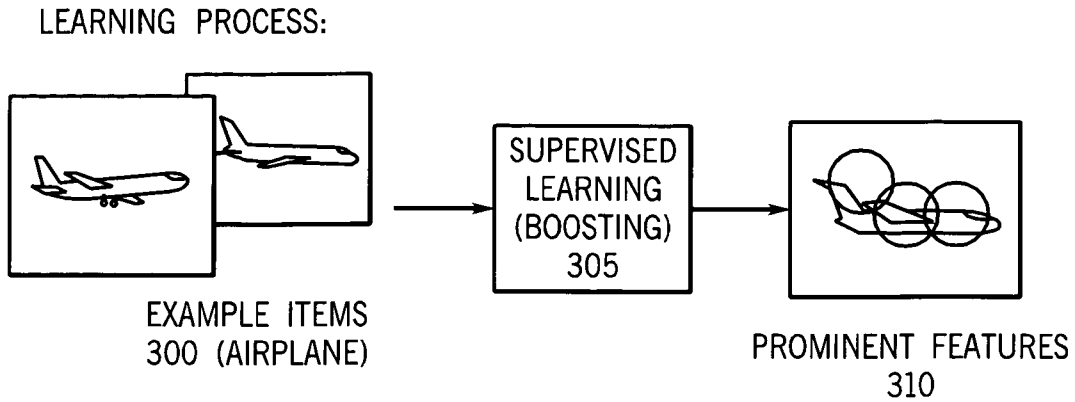 LEARNING PROCESS:
SUPERVISED
LEARNING
(BOOSTING)
305
EXAMPLE ITEMS
300 (AIRPLANE)
PROMINENT FEATURES
310